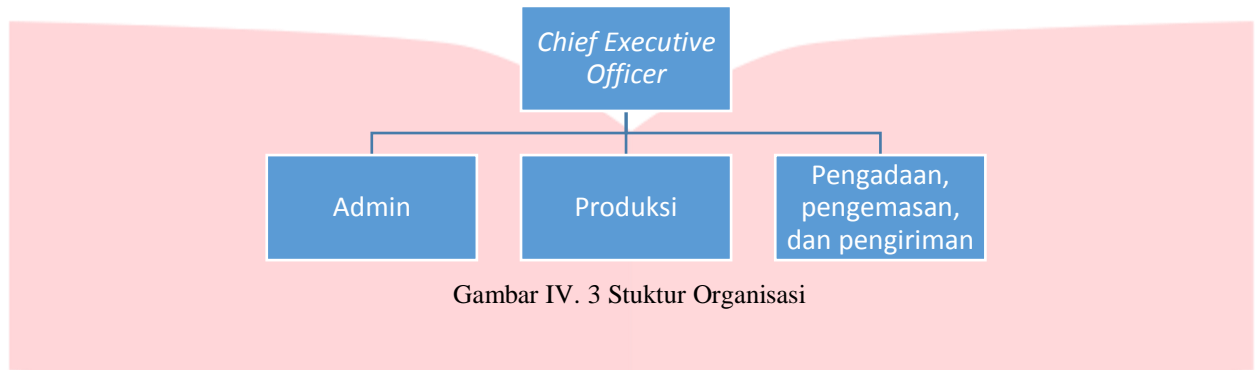 Chief Executive
Officer
Admin
Produksi
Pengadaan,
pengemasan,
dan pengiriman
Gambar IV. 3 Stuktur Organisasi